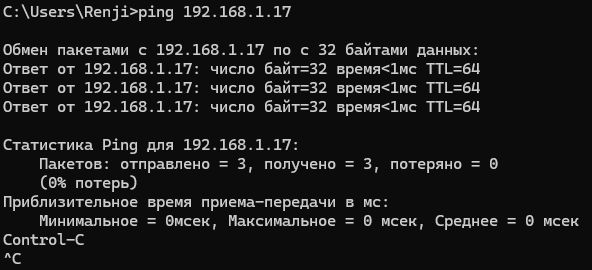 C:\Users\Renji>ping 192.168.1.17
Обмен пакетами с 192.168.1.17 по с 32 байтами данных:
Ответ от 192.168.1.17: число байт=32 время<1мс TTL=64
Ответ от 192.168.1.17: число байт=32 время<1мс TTL=64
Ответ от 192.168.1.17: число байт=32 время<1мс TTL=64
Статистика Ping для 192.168.1.17:
    Пакетов: отправлено = 3, получено = 3, потеряно = 0
    (0% потерь)
Приблизительное время приема-передачи в мс:
    Минимальное = 0мсек, Максимальное = 0 мсек, Среднее = 0 мсек
Control-C
^C